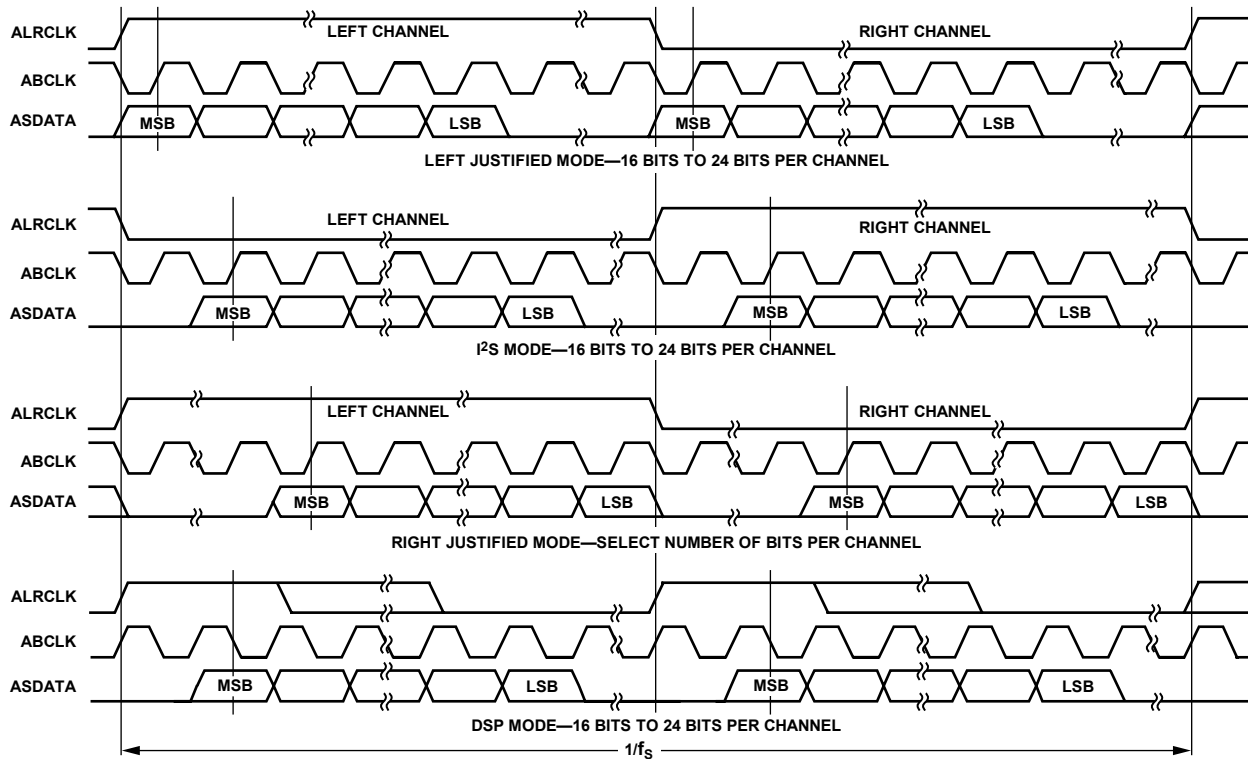 ALRCLK LEFT CHANNEL RIGHT CHANNEL
ABCLK
ASDATA MSB LSB MSB LSB
LEFT JUSTIFIED MODE—16 BITS TO 24 BITS PER CHANNEL
ALRCLK LEFT CHANNEL RIGHT CHANNEL
ABCLK
ASDATA MSB LSB MSB LSB
I²S MODE—16 BITS TO 24 BITS PER CHANNEL
ALRCLK LEFT CHANNEL RIGHT CHANNEL
ABCLK
ASDATA MSB LSB MSB LSB
RIGHT JUSTIFIED MODE—SELECT NUMBER OF BITS PER CHANNEL
ALRCLK
ABCLK
ASDATA MSB LSB MSB LSB
DSP MODE—16 BITS TO 24 BITS PER CHANNEL
1/fS